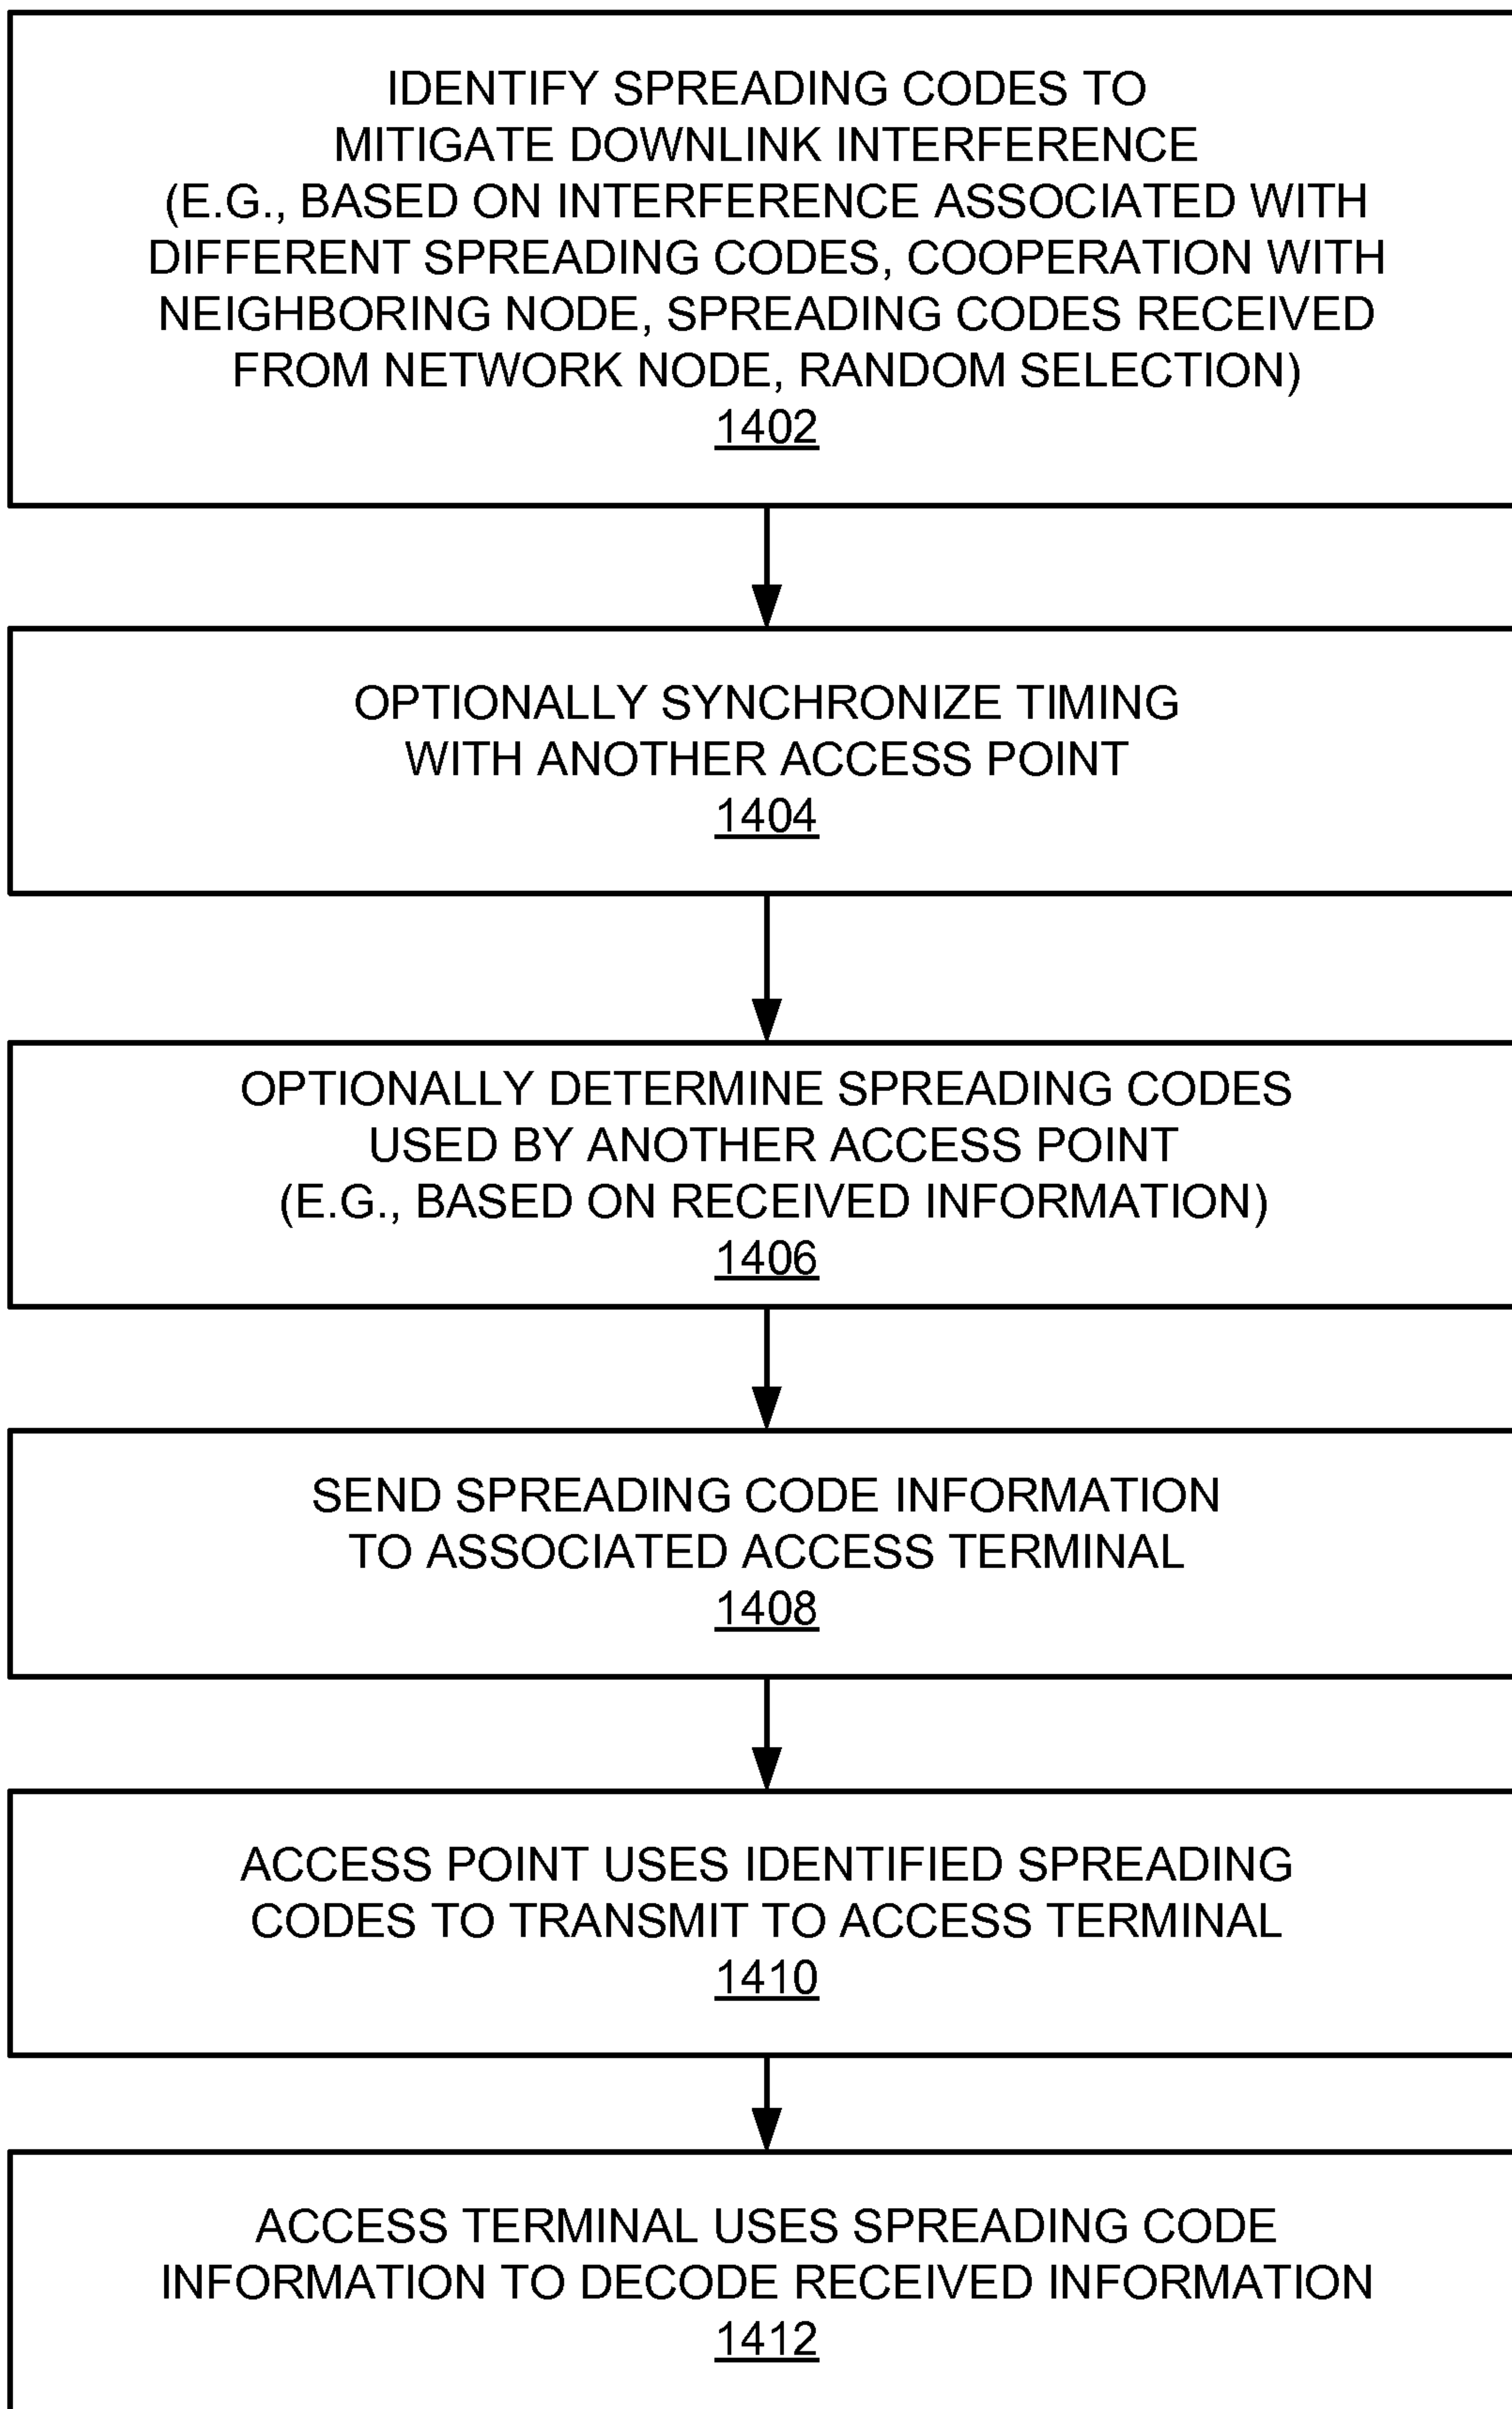 IDENTIFY SPREADING CODES TO
MITIGATE DOWNLINK INTERFERENCE
(E.G., BASED ON INTERFERENCE ASSOCIATED WITH
DIFFERENT SPREADING CODES, COOPERATION WITH
NEIGHBORING NODE, SPREADING CODES RECEIVED
FROM NETWORK NODE, RANDOM SELECTION)
1402
OPTIONALLY SYNCHRONIZE TIMING
WITH ANOTHER ACCESS POINT
1404
OPTIONALLY DETERMINE SPREADING CODES
USED BY ANOTHER ACCESS POINT
(E.G., BASED ON RECEIVED INFORMATION)
1406
SEND SPREADING CODE INFORMATION
TO ASSOCIATED ACCESS TERMINAL
1408
ACCESS POINT USES IDENTIFIED SPREADING
CODES TO TRANSMIT TO ACCESS TERMINAL
1410
ACCESS TERMINAL USES SPREADING CODE
INFORMATION TO DECODE RECEIVED INFORMATION
1412